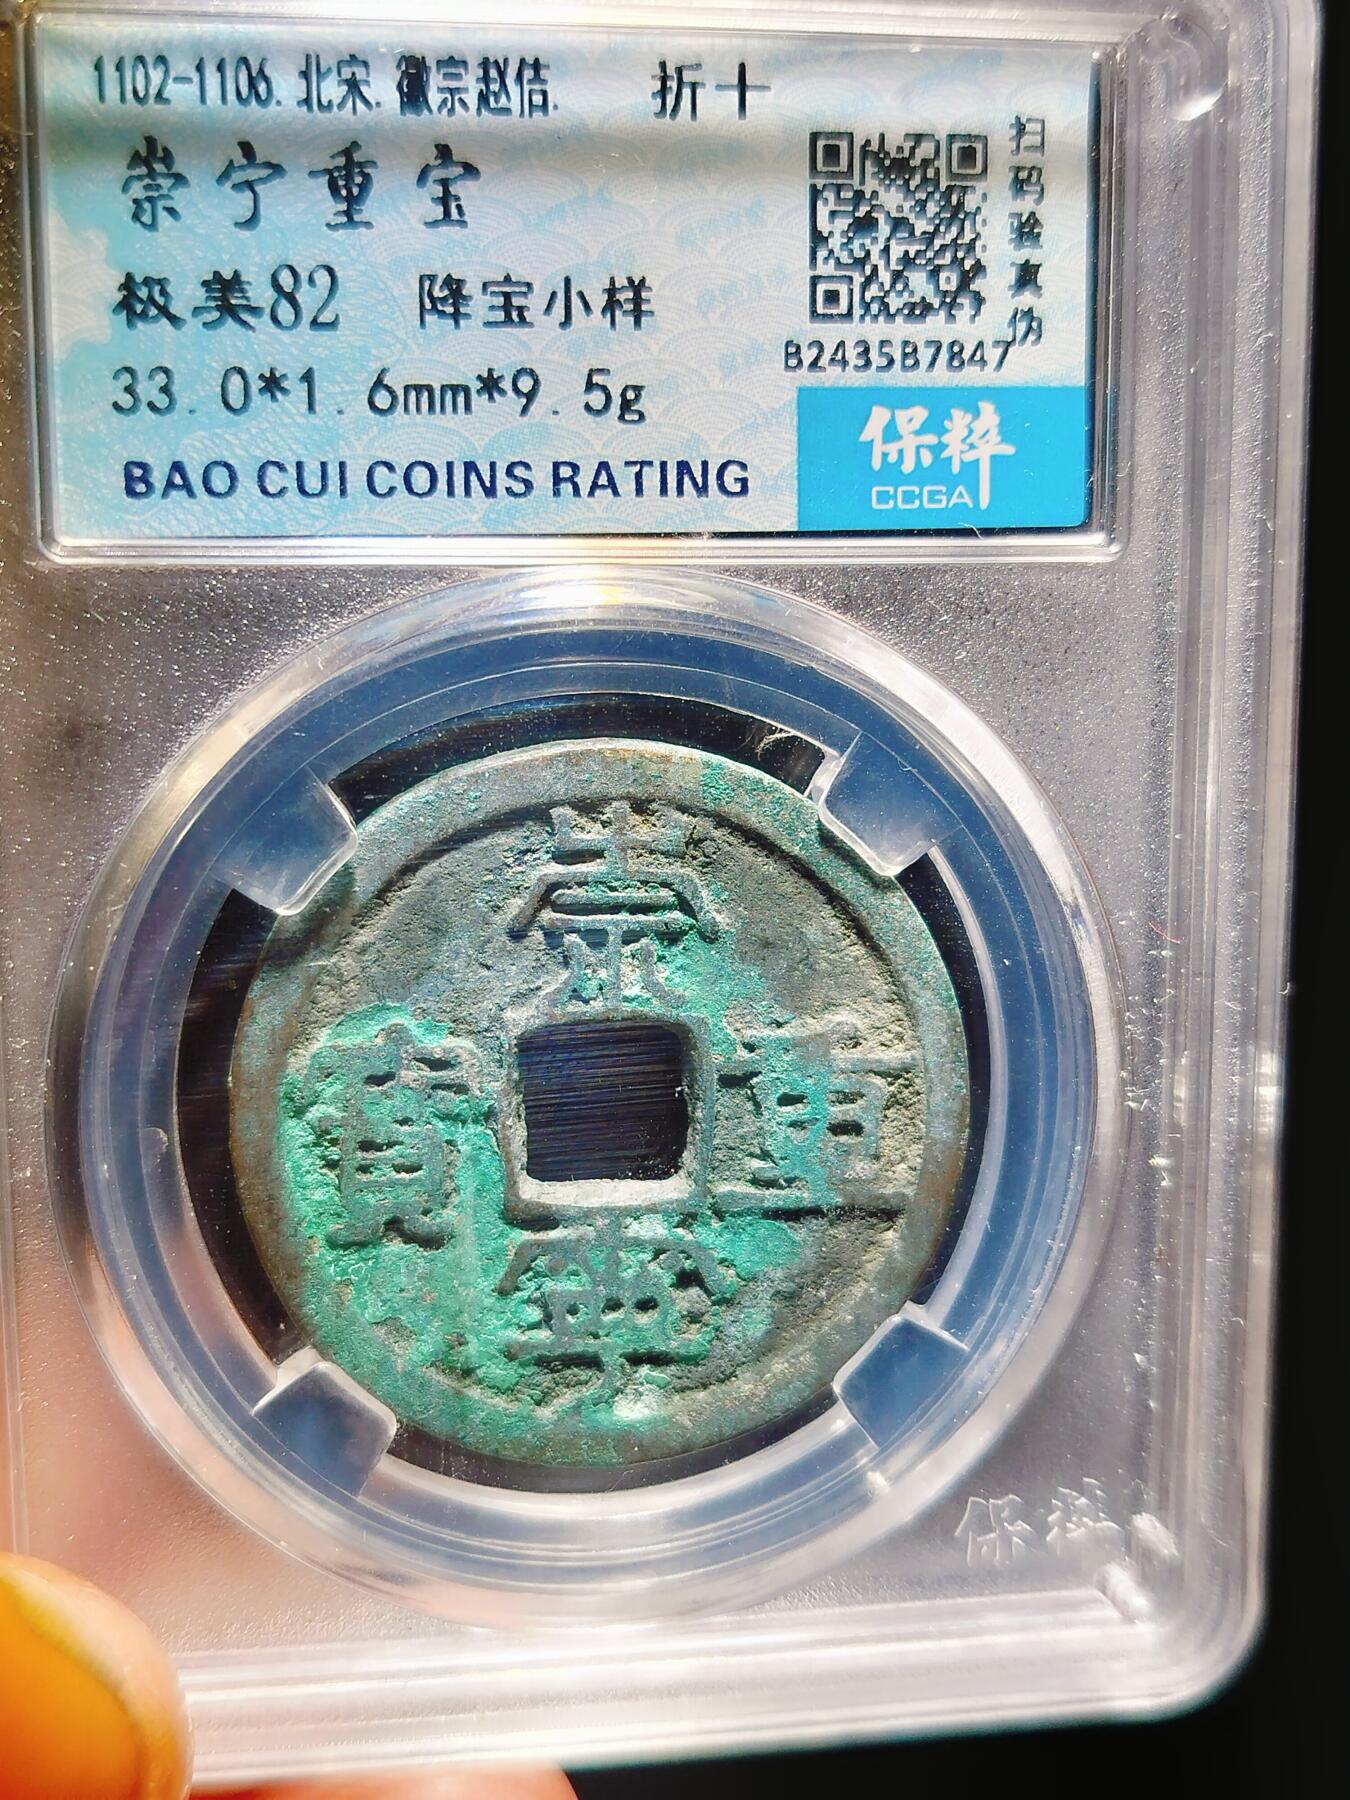 1102-1106. 北宋. 徽宗赵佶. 折十
崇宁重宝
极美82 降宝小样
33.0*1.6mm*9.5g
BAO CUI COINS RATING
扫码验真伪
B2435B7847
保粹
CCGA
崇
寶 重
寧
保粹